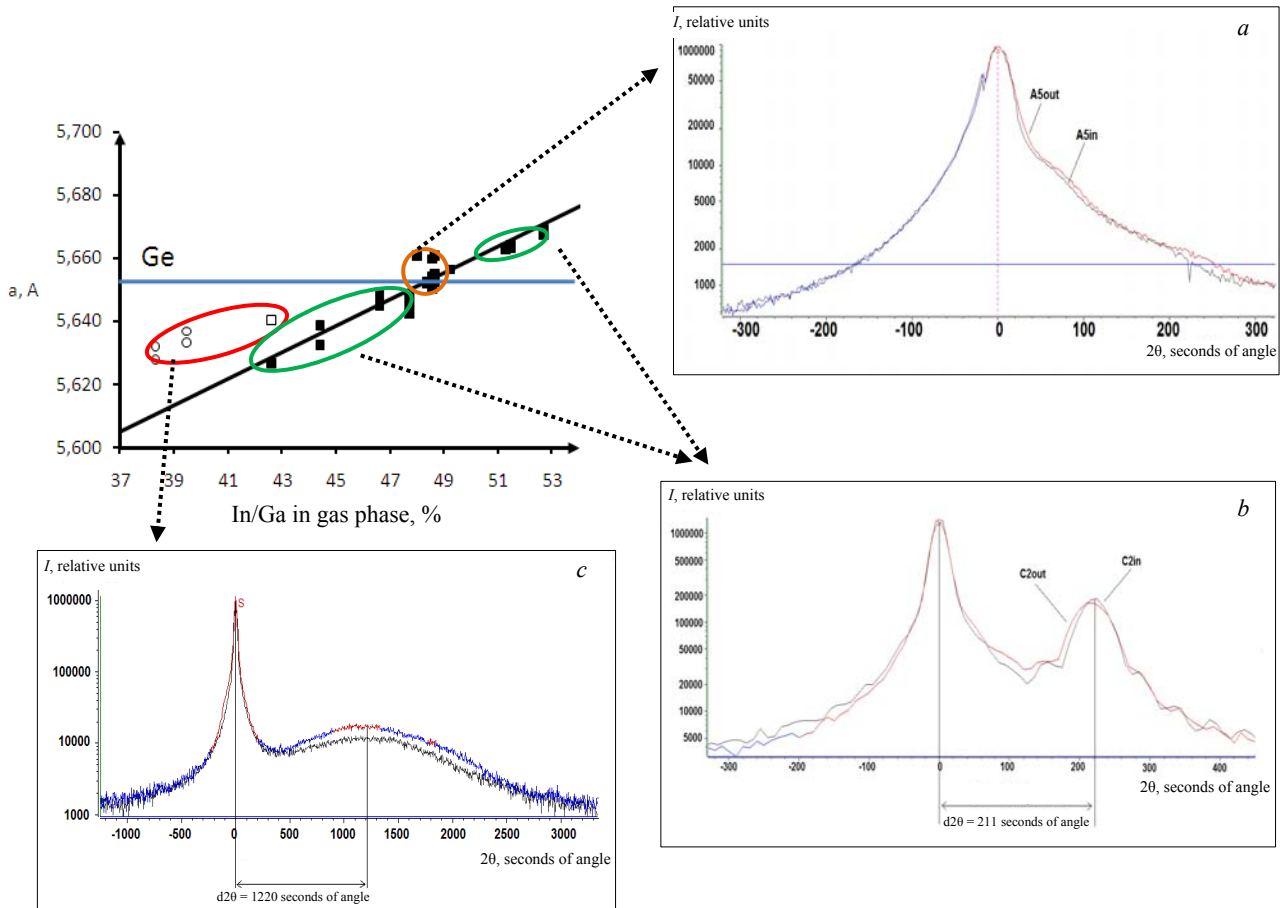 5,700
5,680
5,660
5,640
5,620
5,600
a, A
Ge
37 39 41 43 45 47 49 51 53
In/Ga in gas phase, %
I, relative units
a
1000000
50000
20000
10000
5000
2000
1000
A5out
A5in
-300 -200 -100 0 100 200 300
2θ, seconds of angle
I, relative units
b
1000000
500000
200000
100000
50000
20000
10000
5000
C2out
C2in
-300 -200 -100 0 100 200 300 400
2θ, seconds of angle
d2θ = 211 seconds of angle
I, relative units
c
1000000
100000
10000
1000
S
-1000 -500 0 500 1000 1500 2000 2500 3000
2θ, seconds of angle
d2θ = 1220 seconds of angle